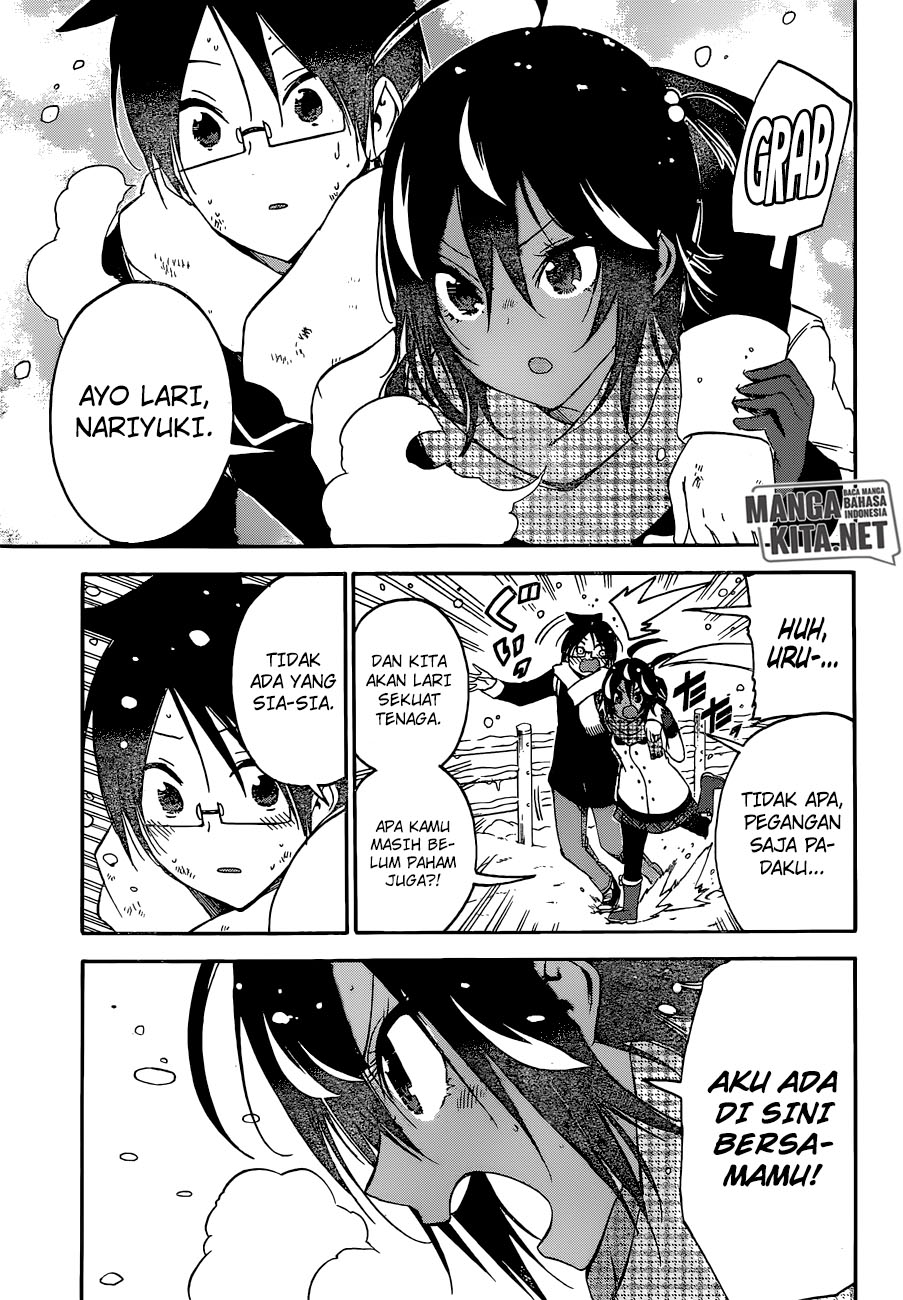 GRAB
AYO LARI,
NARIYUKI.
MANGA
KITA.NET
BACA MANGA
BAHASA
INDONESIA
HUH,
URU-...
TIDAK APA,
PEGANGAN
SAJA PA-
DAKU...
DAN KITA
AKAN LARI
SEKUAT
TENAGA.
APA KAMU
MASIH BE-
LUM PAHAM
JUGA?!
TIDAK
ADA YANG
SIA-SIA.
AKU ADA
DI SINI
BERSA-
MAMU!